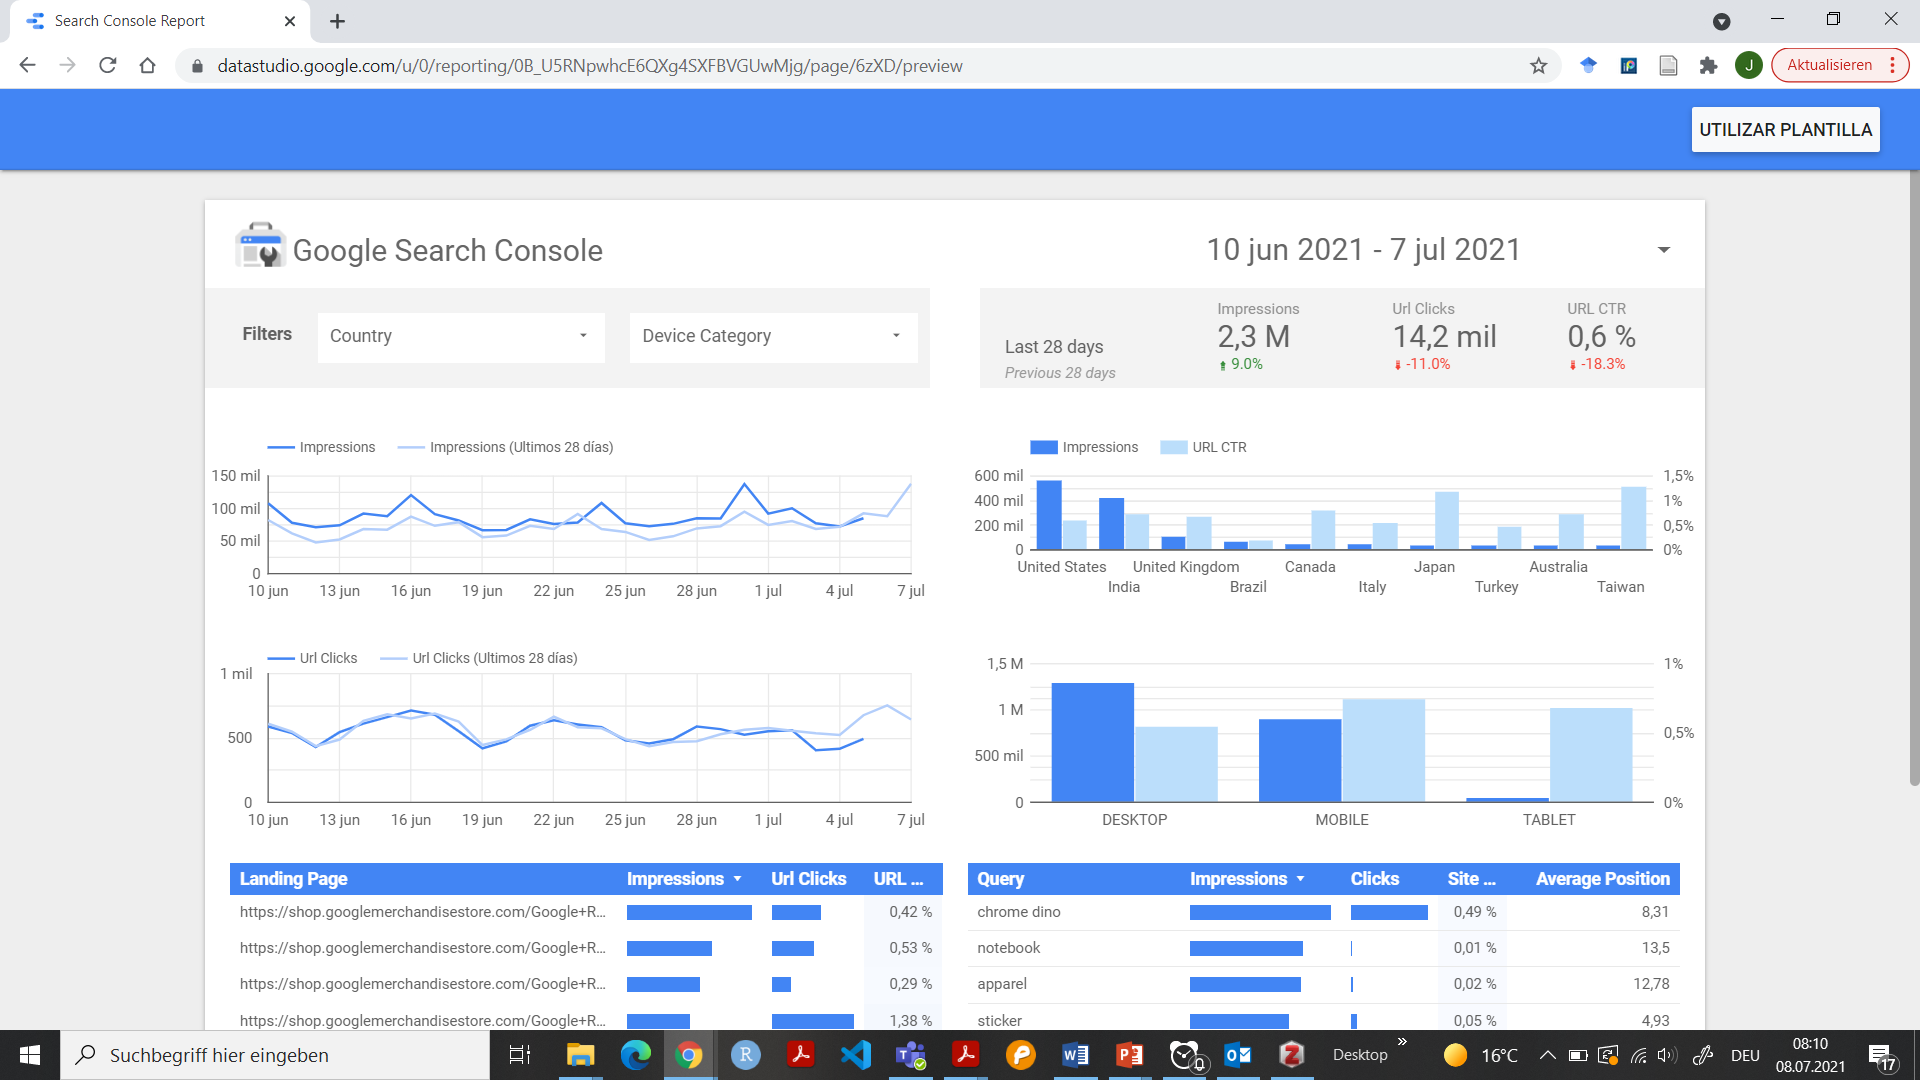 Search Console Report
datastudio.google.com/u/0/reporting/0B_U5RNpwhcE6QXg4SXFBVGUwMjg/page/6zXD/preview
J
Aktualisieren
UTILIZAR PLANTILLA
Google Search Console
10 jun 2021 - 7 jul 2021
Filters
Country
Device Category
Last 28 days
Previous 28 days
Impressions
2,3 M
9.0%
Url Clicks
14,2 mil
-11.0%
URL CTR
0,6 %
-18.3%
Impressions
Impressions (Ultimos 28 días)
150 mil
100 mil
50 mil
0
10 jun 13 jun 16 jun 19 jun 22 jun 25 jun 28 jun 1 jul 4 jul 7 jul
Impressions
URL CTR
600 mil
400 mil
200 mil
0
1,5%
1%
0,5%
0%
United States
India
United Kingdom
Brazil
Canada
Italy
Japan
Turkey
Australia
Taiwan
Url Clicks
Url Clicks (Ultimos 28 días)
1 mil
500
0
10 jun 13 jun 16 jun 19 jun 22 jun 25 jun 28 jun 1 jul 4 jul 7 jul
1,5 M
1 M
500 mil
0
1%
0,5%
0%
DESKTOP MOBILE TABLET
Landing Page Impressions Url Clicks URL ...
https://shop.googlemerchandisestore.com/Google+R... 0,42 %
https://shop.googlemerchandisestore.com/Google+R... 0,53 %
https://shop.googlemerchandisestore.com/Google+R... 0,29 %
https://shop.googlemerchandisestore.com/Google+R... 1,38 %
Query Impressions Clicks Site ... Average Position
chrome dino 0,49 % 8,31
notebook 0,01 % 13,5
apparel 0,02 % 12,78
sticker 0,05 % 4,93
Suchbegriff hier eingeben
Desktop
16°C
DEU
08:10
08.07.2021
17